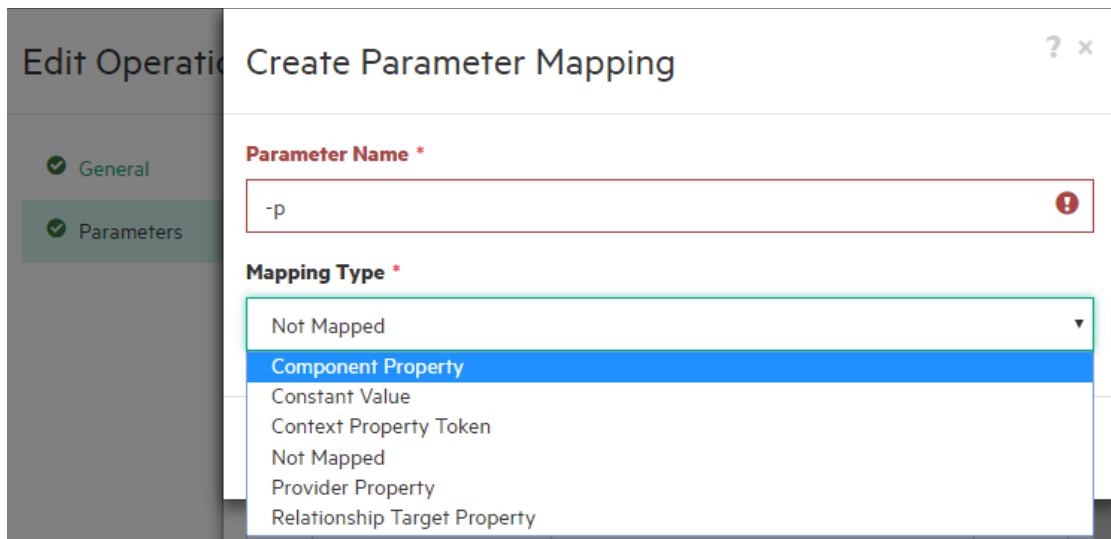 Edit Operatic
Create Parameter Mapping
? ×
General
Parameters
Parameter Name *
-p
Mapping Type *
Not Mapped
Component Property
Constant Value
Context Property Token
Not Mapped
Provider Property
Relationship Target Property